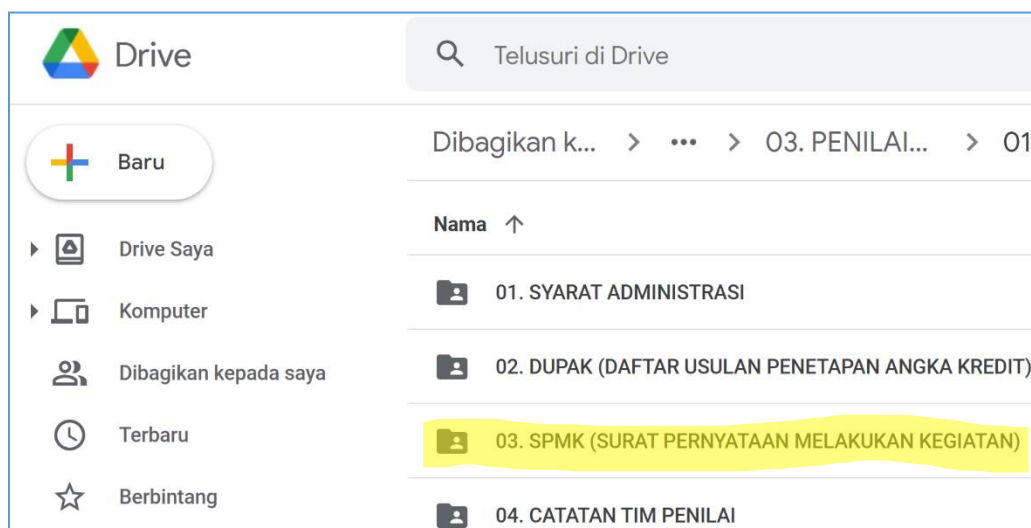 Drive
Telusuri di Drive
Baru
Drive Saya
Komputer
Dibagikan kepada saya
Terbaru
Berbintang
Dibagikan k... > ••• > 03. PENILAI... > 01
Nama ↑
01. SYARAT ADMINISTRASI
02. DUPAK (DAFTAR USULAN PENETAPAN ANGKA KREDIT)
03. SPMK (SURAT PERNYATAAN MELAKUKAN KEGIATAN)
04. CATATAN TIM PENILAI